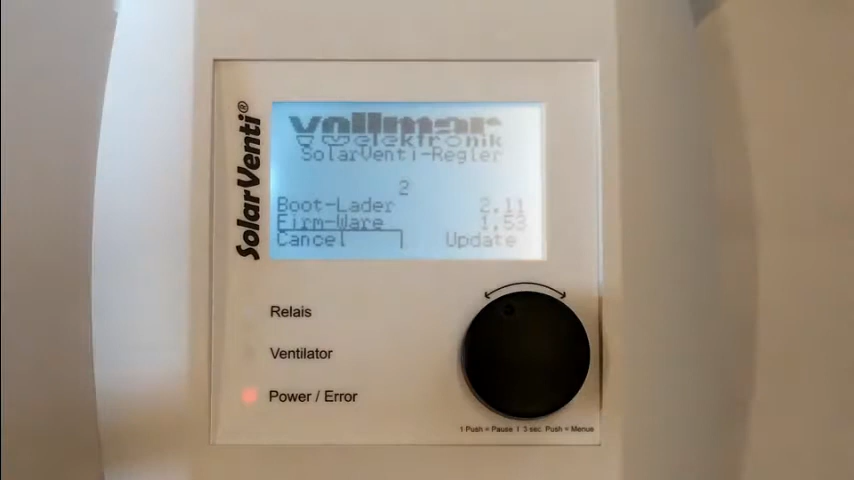 SolarVenti®
vollmar
elektronik
SolarVenti-Regler
2
Boot-Lader 2.11
Firm-Ware 1.53
Cancel Update
Relais
Ventilator
Power / Error
1 Push = Pause I 3 sec. Push = Menue